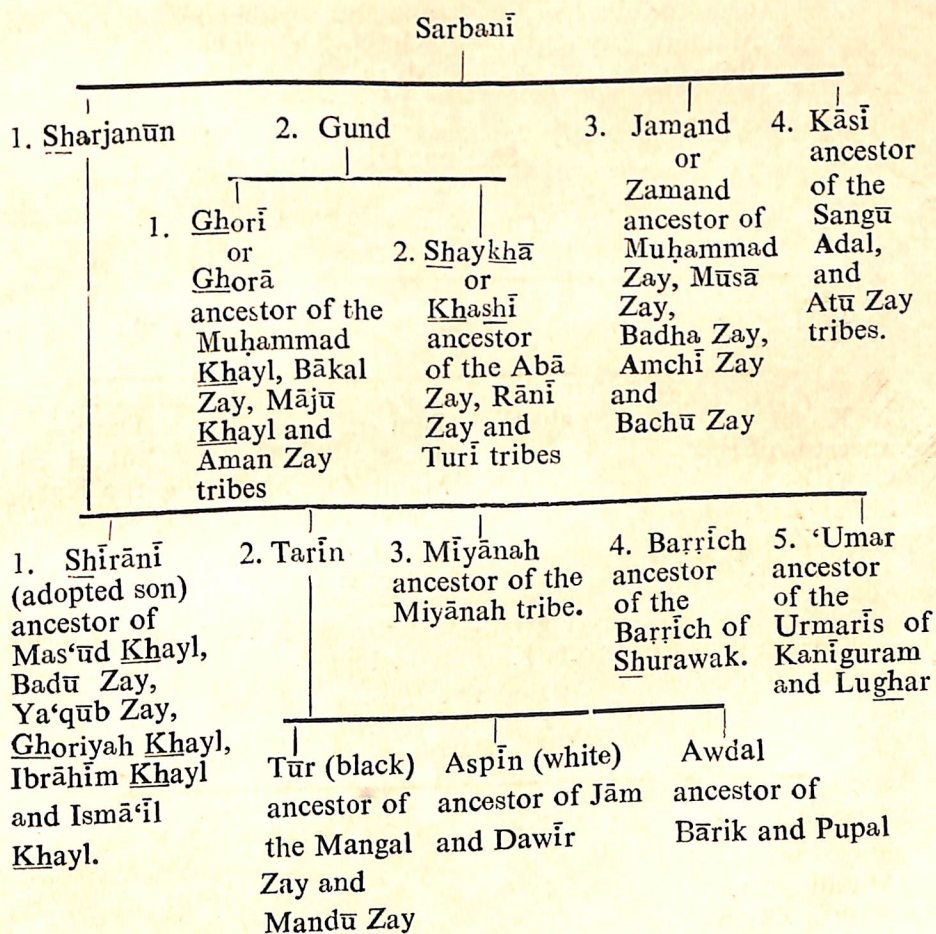 Sarbanī
1. Sharjanūn
2. Gund
1. Ghorī
or
Ghorā
ancestor of the
Muḥammad
Khayl, Bākal
Zay, Mājū
Khayl and
Aman Zay
tribes
2. Shaykhā
or
Khashī
ancestor
of the Abā
Zay, Rānī
Zay and
Turī tribes
3. Jamand
or
Zamand
ancestor of
Muḥammad
Zay, Mūsā
Zay,
Badha Zay,
Amchī Zay
and
Bachū Zay
4. Kāsī
ancestor
of the
Sangū
Adal,
and
Atū Zay
tribes.
1. Shīrānī
(adopted son)
ancestor of
Mas‘ūd Khayl,
Badū Zay,
Ya‘qūb Zay,
Ghoriyah Khayl,
Ibrāhīm Khayl
and Ismā‘īl
Khayl.
2. Tarīn
Tūr (black)
ancestor of
the Mangal
Zay and
Mandū Zay
Aspīn (white)
ancestor of Jām
and Dawīr
Awdal
ancestor of
Bārik and Pupal
3. Miyānah
ancestor of the
Miyānah tribe.
4. Baṛṛīch
ancestor
of the
Baṛṛīch of
Shurawak.
5. ‘Umar
ancestor
of the
Urmarīs of
Kanīguram
and Lughar